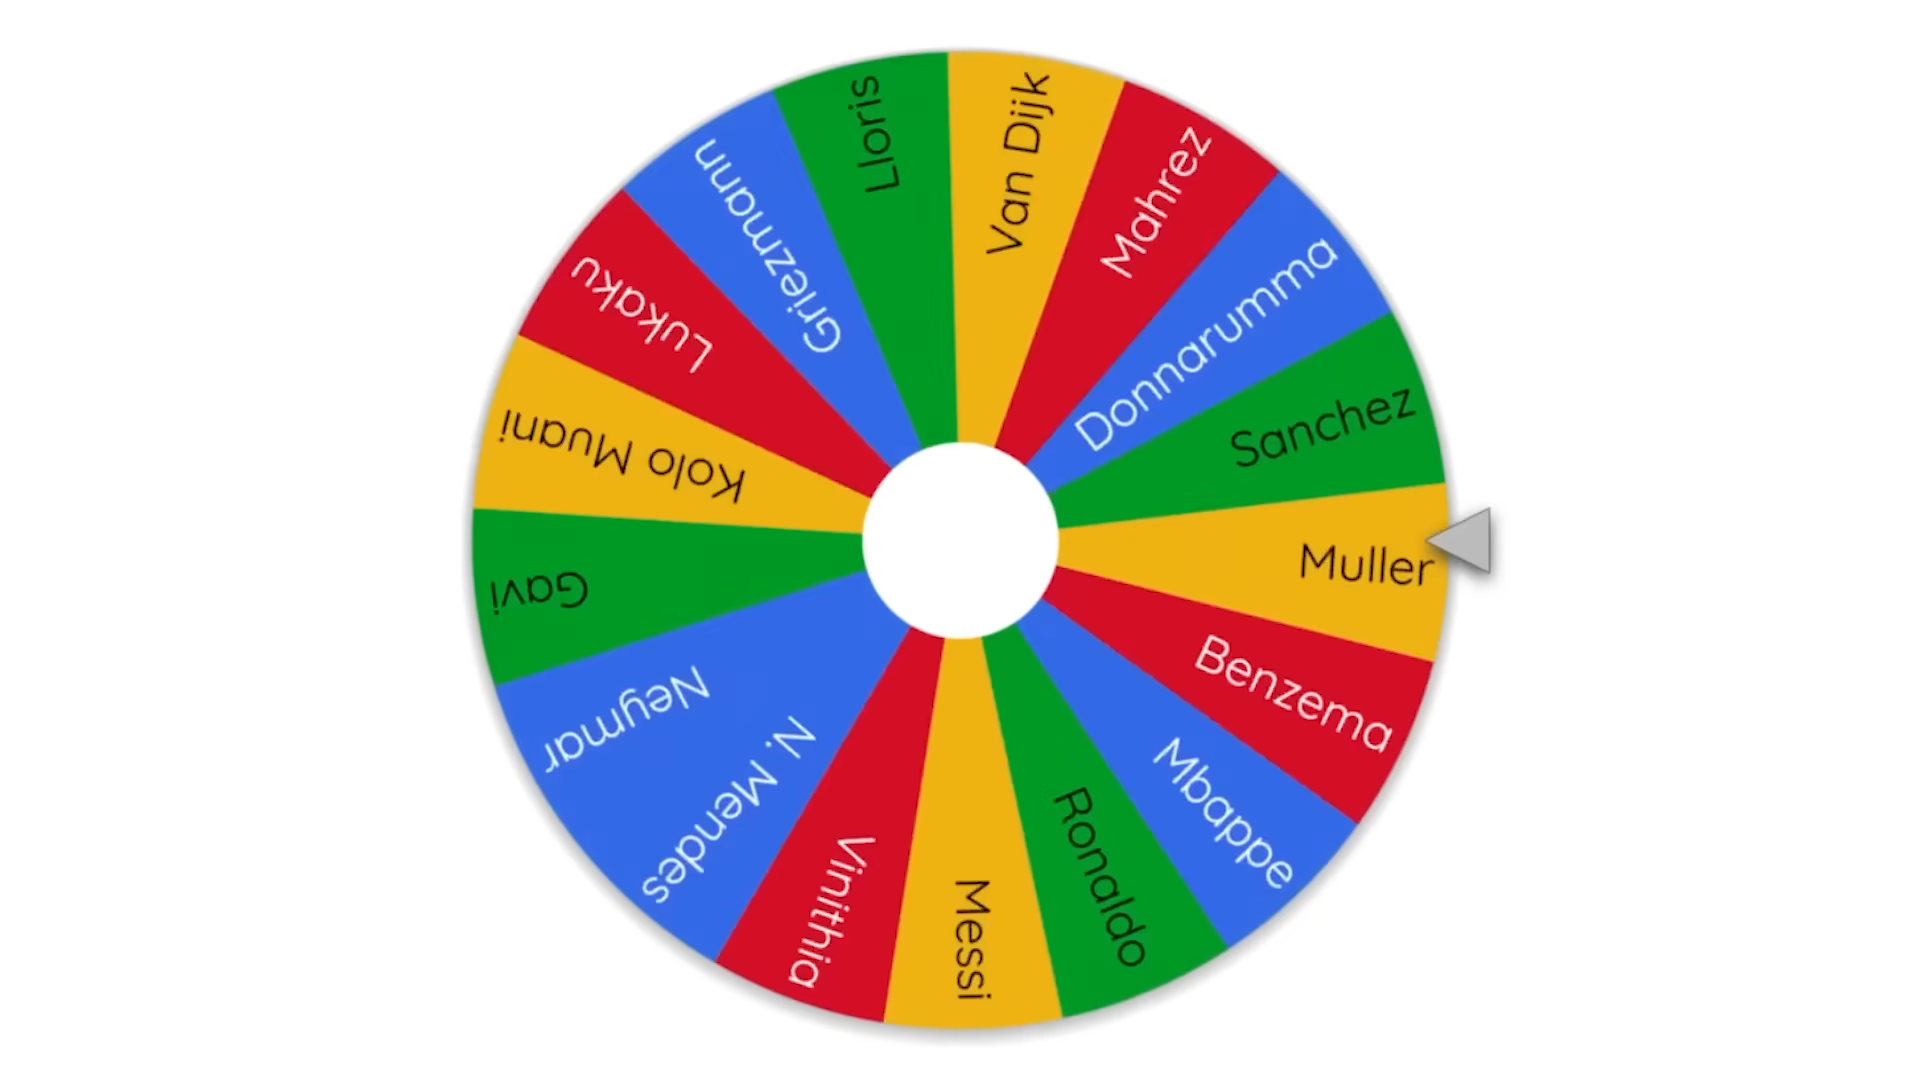 Lloris
Van Dijk
Mahrez
Donnarumma
Sanchez
Muller
Benzema
Mbappe
Ronaldo
Messi
Vinithia
N. Mendes
Neymar
Gavi
Kolo Muani
Lukaku
Griezmann